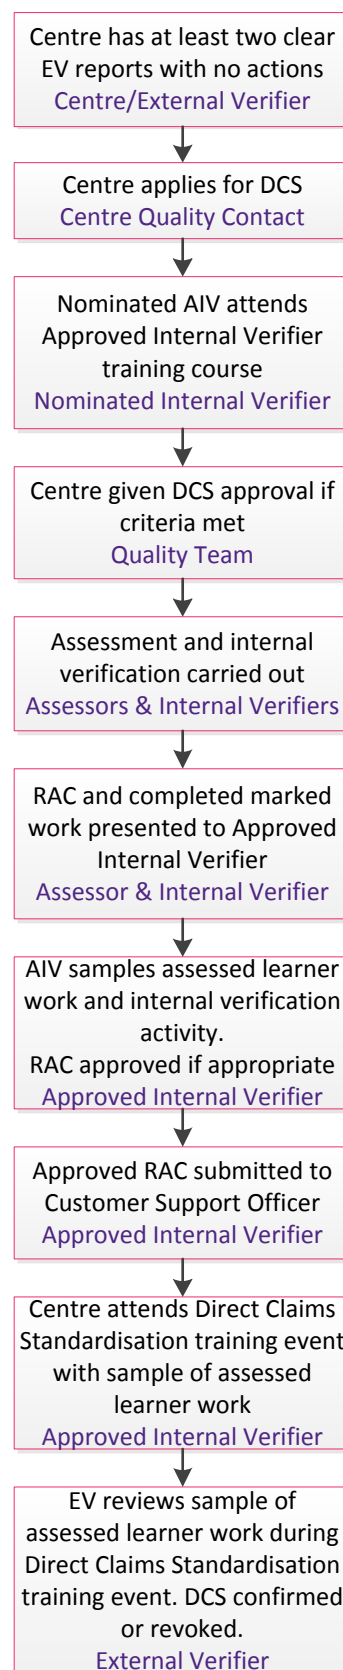 Centre has at least two clear
EV reports with no actions
Centre/External Verifier
Centre applies for DCS
Centre Quality Contact
Nominated AIV attends
Approved Internal Verifier
training course
Nominated Internal Verifier
Centre given DCS approval if
criteria met
Quality Team
Assessment and internal
verification carried out
Assessors & Internal Verifiers
RAC and completed marked
work presented to Approved
Internal Verifier
Assessor & Internal Verifier
AIV samples assessed learner
work and internal verification
activity.
RAC approved if appropriate
Approved Internal Verifier
Approved RAC submitted to
Customer Support Officer
Approved Internal Verifier
Centre attends Direct Claims
Standardisation training event
with sample of assessed
learner work
Approved Internal Verifier
EV reviews sample of
assessed learner work during
Direct Claims Standardisation
training event. DCS confirmed
or revoked.
External Verifier